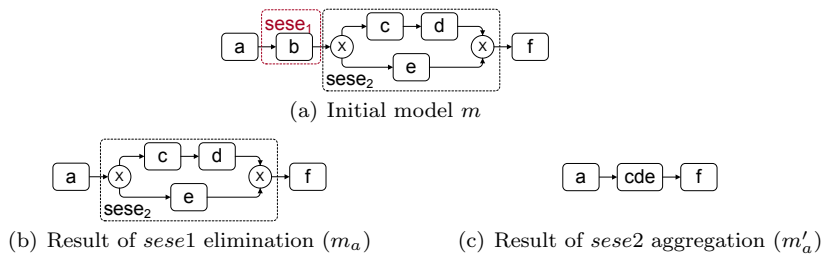 sese₁
c d
a b x x f
e
sese₂
(a) Initial model m
c d
a x x f a cde f
e
sese₂
(b) Result of sese1 elimination (mₐ) (c) Result of sese2 aggregation (m′ₐ)